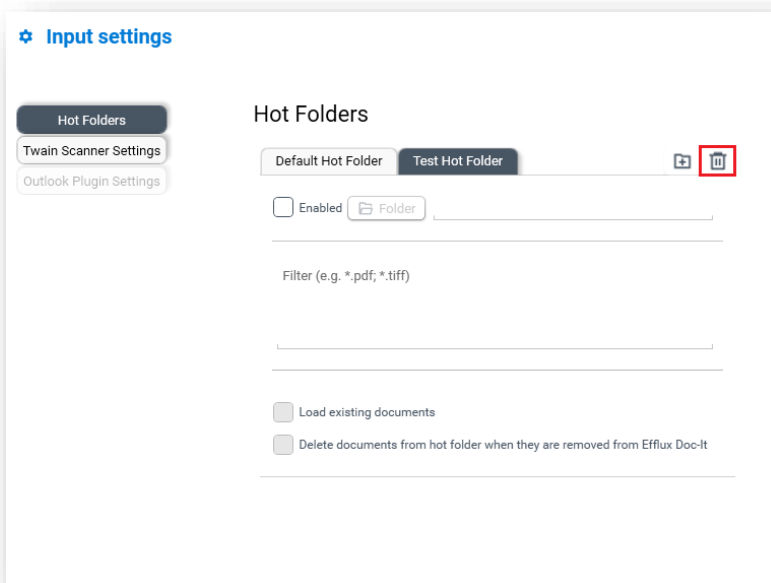 Input settings
Hot Folders
Twain Scanner Settings
Outlook Plugin Settings
Hot Folders
Default Hot Folder
Test Hot Folder
Enabled
Folder
Filter (e.g. *.pdf; *.tiff)
Load existing documents
Delete documents from hot folder when they are removed from Efflux Doc-It